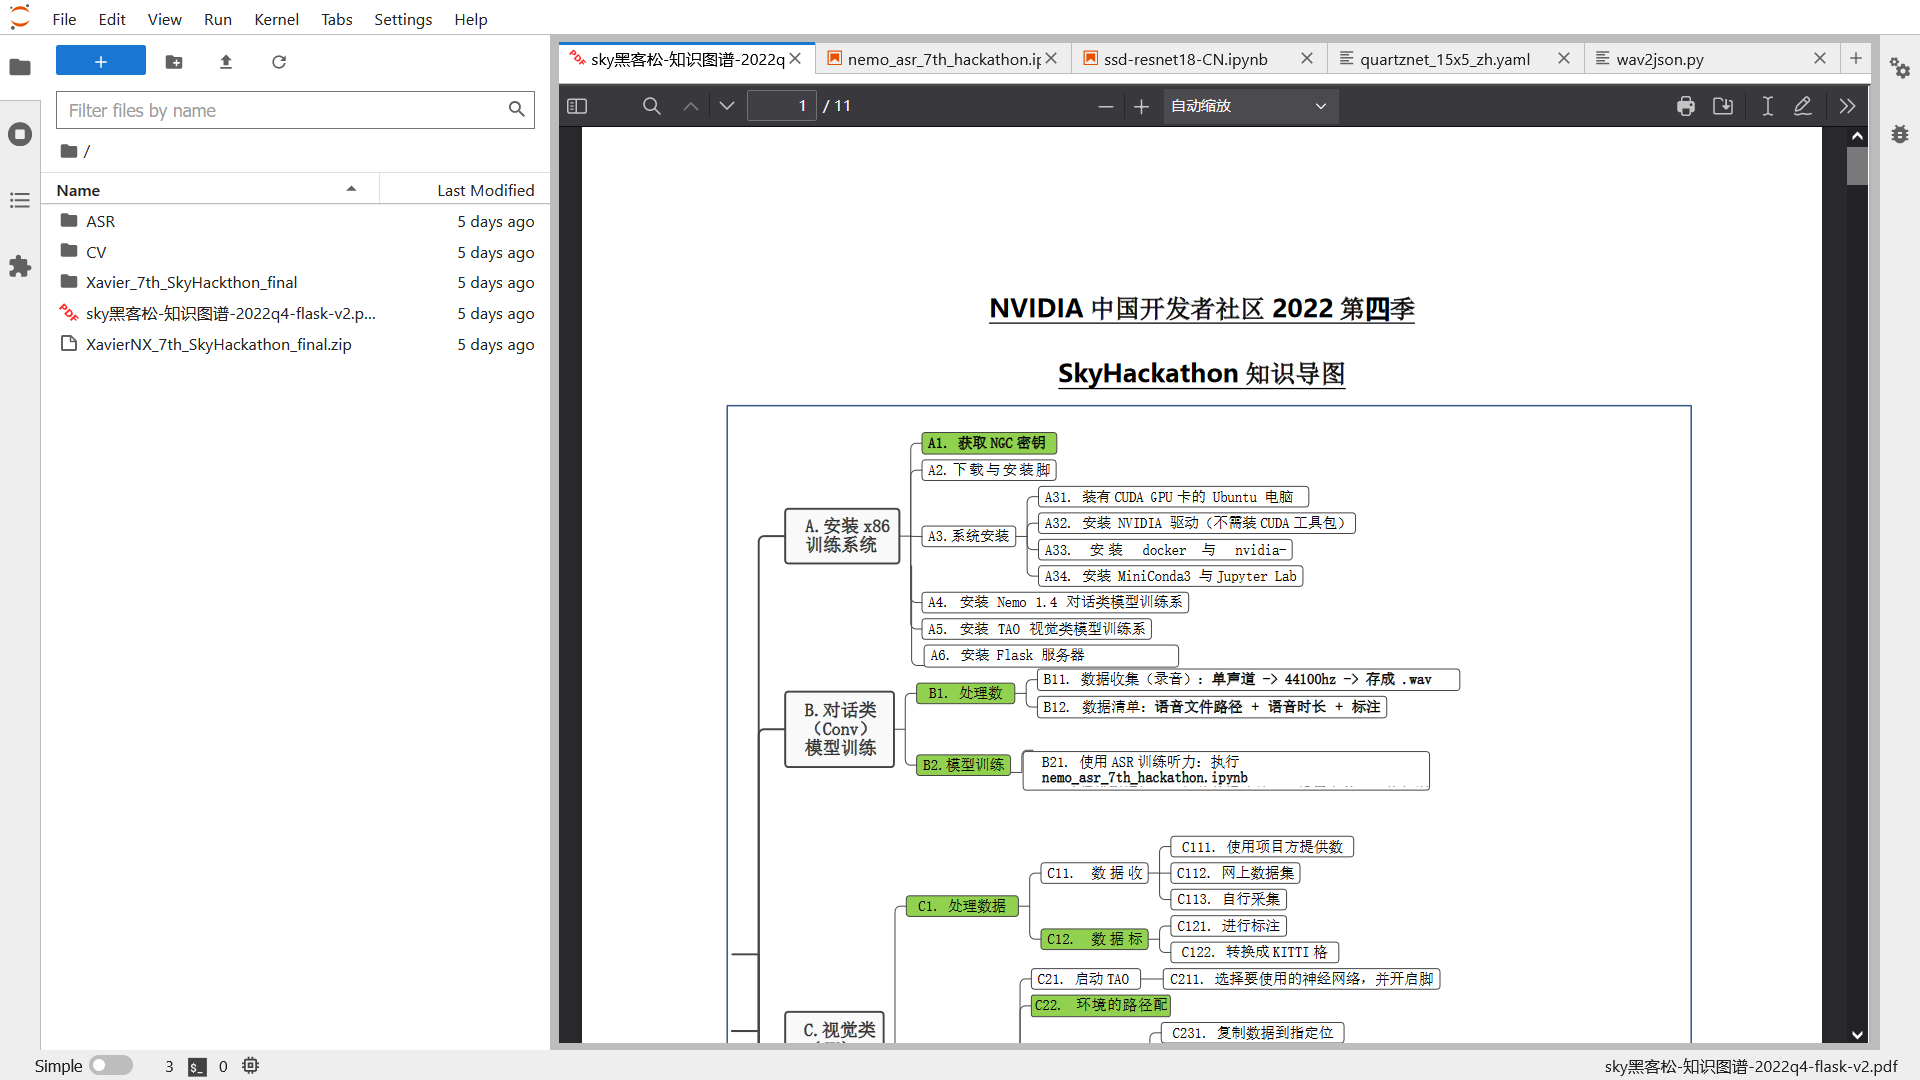 File Edit View Run Kernel Tabs Settings Help
+
Filter files by name
/
Name Last Modified
ASR 5 days ago
CV 5 days ago
Xavier_7th_SkyHackthon_final 5 days ago
sky黑客松-知识图谱-2022q4-flask-v2.p... 5 days ago
XavierNX_7th_SkyHackathon_final.zip 5 days ago
sky黑客松-知识图谱-2022q
nemo_asr_7th_hackathon.ip
ssd-resnet18-CN.ipynb
quartznet_15x5_zh.yaml
wav2json.py
1 / 11
自动缩放
NVIDIA 中国开发者社区 2022 第四季
SkyHackathon 知识导图
A.安装 x86
训练系统
A1. 获取 NGC 密钥
A2.下载与安装脚
A3.系统安装
A31. 装有 CUDA GPU 卡的 Ubuntu 电脑
A32. 安装 NVIDIA 驱动（不需装 CUDA 工具包）
A33. 安装 docker 与 nvidia-
A34. 安装 MiniConda3 与 Jupyter Lab
A4. 安装 Nemo 1.4 对话类模型训练系
A5. 安装 TAO 视觉类模型训练系
A6. 安装 Flask 服务器
B.对话类
（Conv）
模型训练
B1. 处理数
B11. 数据收集（录音）：单声道 -> 44100hz -> 存成 .wav
B12. 数据清单：语音文件路径 + 语音时长 + 标注
B2.模型训练
B21. 使用 ASR 训练听力：执行
nemo_asr_7th_hackathon.ipynb
C1. 处理数据
C11. 数据收
C111. 使用项目方提供数
C112. 网上数据集
C113. 自行采集
C12. 数据标
C121. 进行标注
C122. 转换成 KITTI 格
C21. 启动 TAO
C211. 选择要使用的神经网络，并开启脚
C22. 环境的路径配
C231. 复制数据到指定位
C.视觉类
Simple 3 $_ 0
sky黑客松-知识图谱-2022q4-flask-v2.pdf